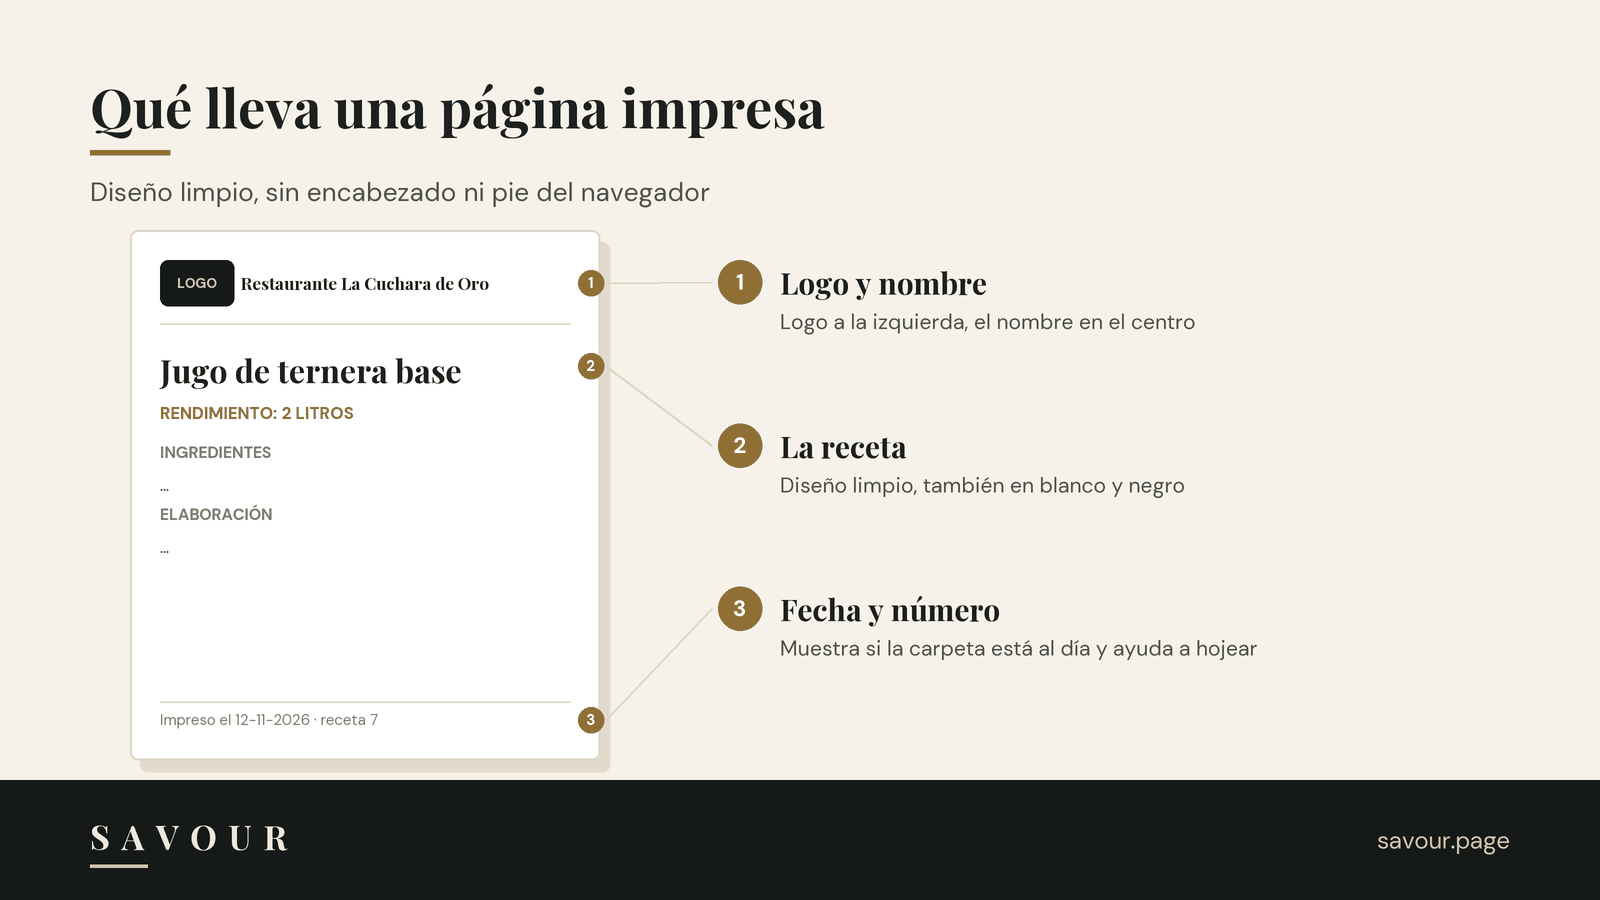 Qué lleva una página impresa
Diseño limpio, sin encabezado ni pie del navegador
LOGO
Restaurante La Cuchara de Oro
1
Jugo de ternera base
2
RENDIMIENTO: 2 LITROS
INGREDIENTES
...
ELABORACIÓN
...
Impreso el 12-11-2026 · receta 7
3
1
Logo y nombre
Logo a la izquierda, el nombre en el centro
2
La receta
Diseño limpio, también en blanco y negro
3
Fecha y número
Muestra si la carpeta está al día y ayuda a hojear
SAVOUR
savour.page